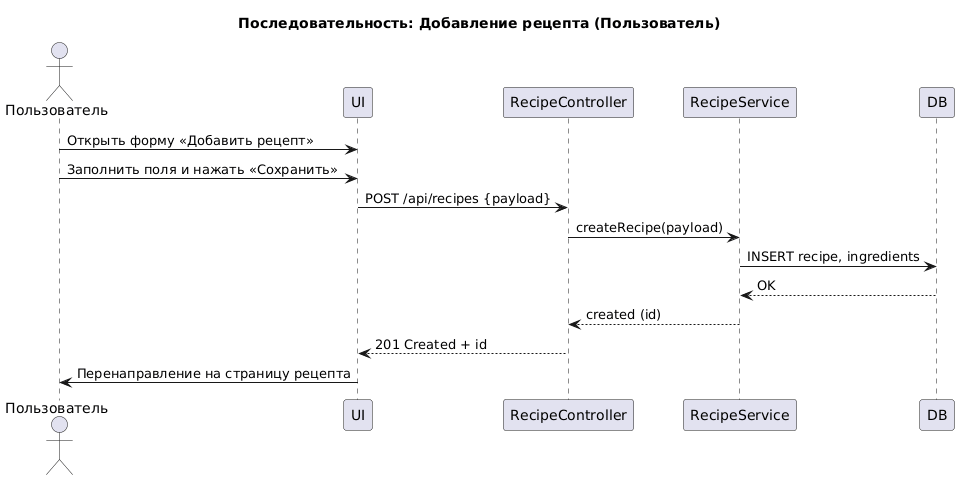 Последовательность: Добавление рецепта (Пользователь)
Пользователь
UI
RecipeController
RecipeService
DB
Открыть форму «Добавить рецепт»
Заполнить поля и нажать «Сохранить»
POST /api/recipes {payload}
createRecipe(payload)
INSERT recipe, ingredients
OK
created (id)
201 Created + id
Перенаправление на страницу рецепта
Пользователь
UI
RecipeController
RecipeService
DB